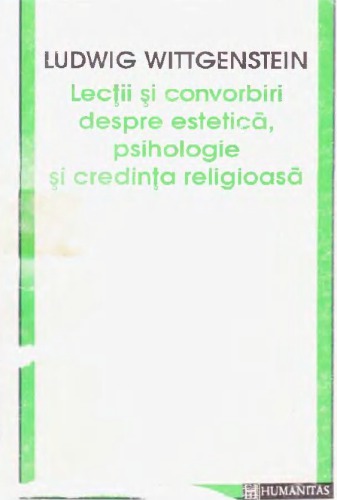 LUDWIG WITTGENSTEIN
Lecţii şi convorbiri
despre estetică,
psihologie
şi credinţa religioasă
HUMANITAS